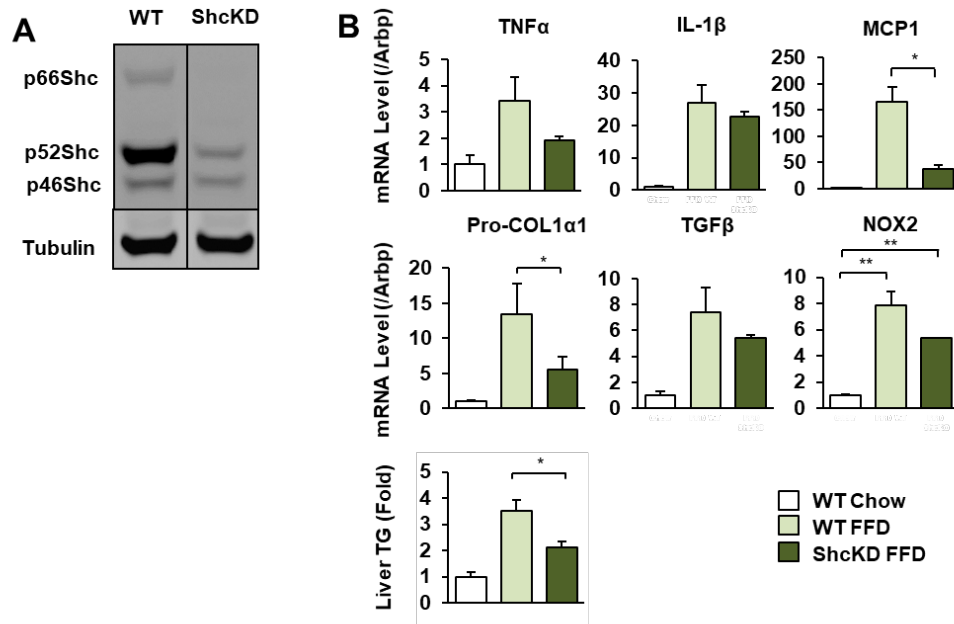 A
WT ShcKD
p66Shc
p52Shc
p46Shc
Tubulin
B
TNFα
mRNA Level (/Arbp)
5
4
3
2
1
0
IL-1β
40
30
20
10
0
MCP1
250
200
150
100
50
0
*
Pro-COL1α1
mRNA Level (/Arbp)
20
15
10
5
0
*
TGFβ
10
8
6
4
2
0
NOX2
10
8
6
4
2
0
**
**
Liver TG (Fold)
5
4
3
2
1
0
*
WT Chow
WT FFD
ShcKD FFD